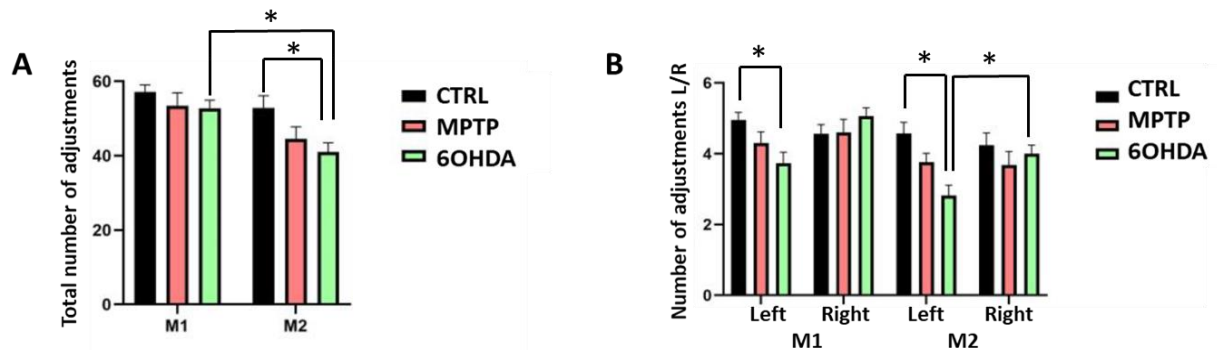 A
Total number of adjustments
60
40
20
0
M1 M2
* *
CTRL
MPTP
6OHDA
B
Number of adjustments L/R
6
4
2
0
Left Right Left Right
M1 M2
* * *
CTRL
MPTP
6OHDA